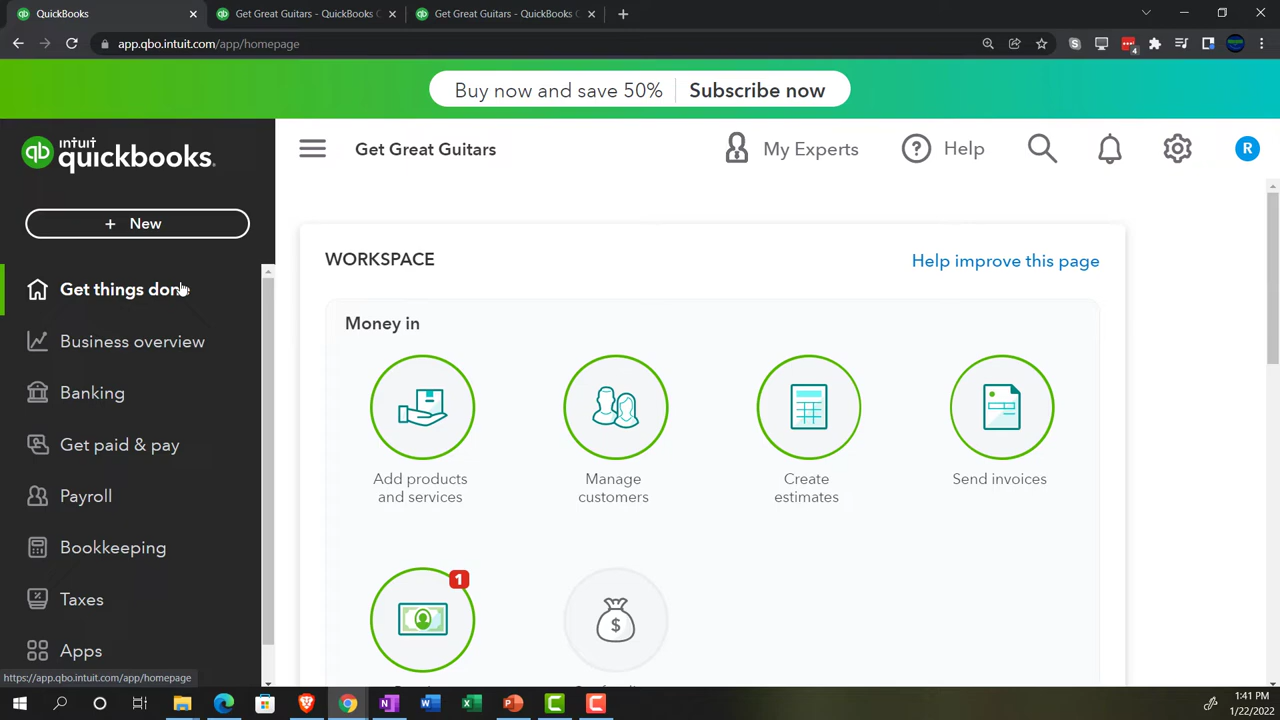 QuickBooks
Get Great Guitars - QuickBooks
Get Great Guitars - QuickBooks
app.qbo.intuit.com/app/homepage
4
Buy now and save 50%
Subscribe now
intuit
quickbooks.
qb
Get Great Guitars
My Experts
Help
R
+ New
Get things done
Business overview
Banking
Get paid & pay
Payroll
Bookkeeping
Taxes
Apps
WORKSPACE
Help improve this page
Money in
Add products
and services
Manage
customers
Create
estimates
Send invoices
1
$
https://app.qbo.intuit.com/app/homepage
1:41 PM
1/22/2022